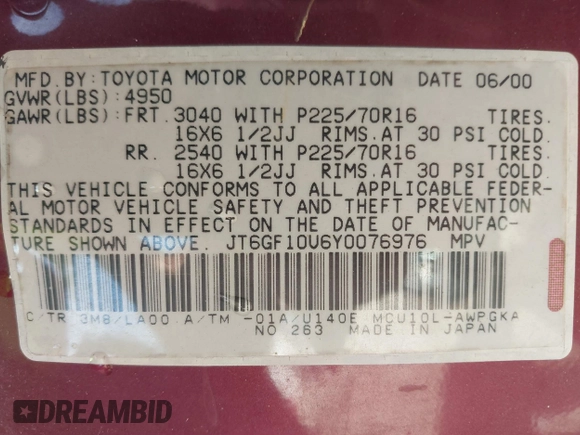 MFD. BY: TOYOTA MOTOR CORPORATION DATE 06/00
GVWR(LBS): 4950
GAWR(LBS): FRT. 3040 WITH P225/70R16 TIRES.
16X6 1/2JJ RIMS. AT 30 PSI COLD.
RR. 2540 WITH P225/70R16 TIRES.
16X6 1/2JJ RIMS. AT 30 PSI COLD.
THIS VEHICLE CONFORMS TO ALL APPLICABLE FEDER-
AL MOTOR VEHICLE SAFETY AND THEFT PREVENTION
STANDARDS IN EFFECT ON THE DATE OF MANUFAC-
TURE SHOWN ABOVE. JT6GF10U6Y0076976 MPV
C/TR 3M8/LA00 A/TM -01A/U140E MCU10L-AWPGKA
NO 263 MADE IN JAPAN
DREAMBID